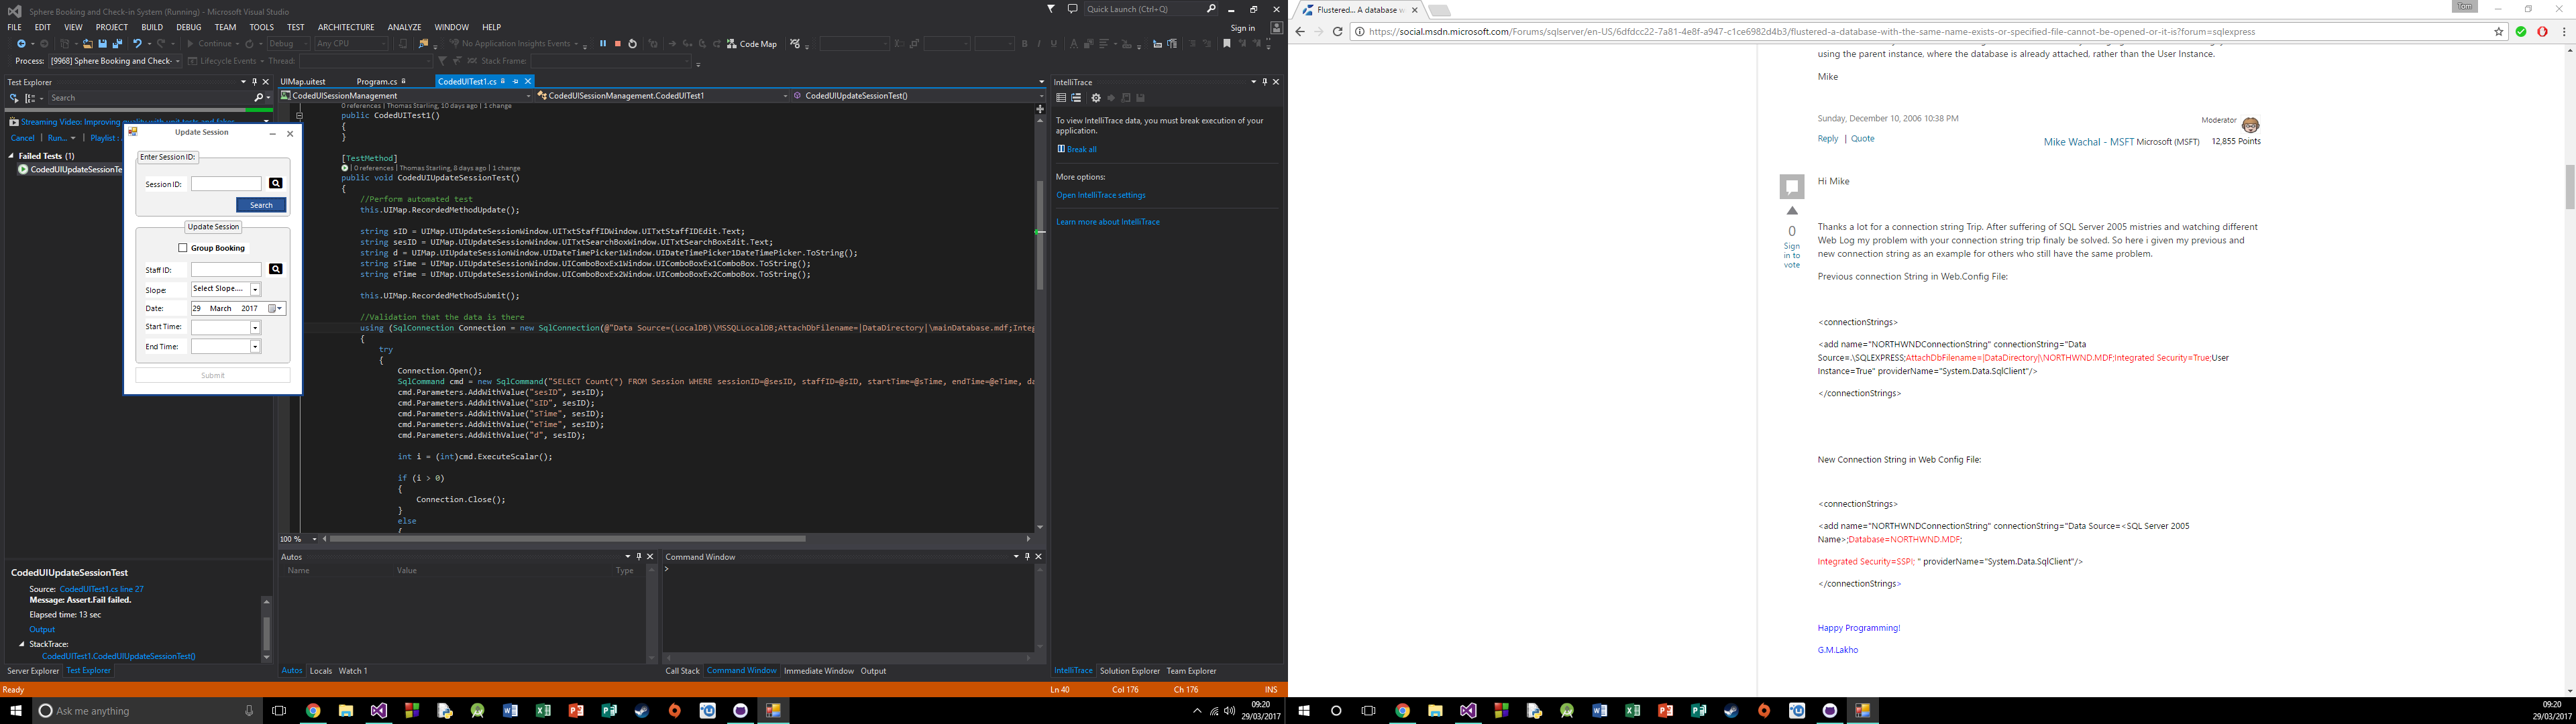 Sphere Booking and Check-in System (Running) - Microsoft Visual Studio
Quick Launch (Ctrl+Q)
FILE EDIT VIEW PROJECT BUILD DEBUG TEAM TOOLS TEST ARCHITECTURE ANALYZE WINDOW HELP
Sign in
Continue Debug Any CPU No Application Insights Events Code Map
Process: [9968] Sphere Booking and Check- Lifecycle Events Thread: Stack Frame:
Test Explorer
Search
Streaming Video: Improving quality with unit tests and fakes
Cancel Run... Playlist :
Failed Tests (1)
CodedUIUpdateSessionTe
Update Session
Enter Session ID:
Session ID:
Search
Update Session
Group Booking
Staff ID:
Slope: Select Slope....
Date: 29 March 2017
Start Time:
End Time:
Submit
CodedUIUpdateSessionTest
Source: CodedUITest1.cs line 27
Message: Assert.Fail failed.
Elapsed time: 13 sec
Output
StackTrace:
CodedUITest1.CodedUIUpdateSessionTest()
Server Explorer Test Explorer
UIMap.uitest Program.cs CodedUITest1.cs
CodedUISessionManagement CodedUISessionManagement.CodedUITest1 CodedUIUpdateSessionTest()
0 references | Thomas Starling, 10 days ago | 1 change
public CodedUITest1()
{
}
[TestMethod]
| 0 references | Thomas Starling, 8 days ago | 1 change
public void CodedUIUpdateSessionTest()
{
//Perform automated test
this.UIMap.RecordedMethodUpdate();
string sID = UIMap.UIUpdateSessionWindow.UITxtStaffIDWindow.UITxtStaffIDEdit.Text;
string sesID = UIMap.UIUpdateSessionWindow.UITxtSearchBoxWindow.UITxtSearchBoxEdit.Text;
string d = UIMap.UIUpdateSessionWindow.UIDateTimePicker1Window.UIDateTimePicker1DateTimePicker.ToString();
string sTime = UIMap.UIUpdateSessionWindow.UIComboBoxEx1Window.UIComboBoxEx1ComboBox.ToString();
string eTime = UIMap.UIUpdateSessionWindow.UIComboBoxEx2Window.UIComboBoxEx2ComboBox.ToString();
this.UIMap.RecordedMethodSubmit();
//Validation that the data is there
using (SqlConnection Connection = new SqlConnection(@"Data Source=(LocalDB)\MSSQLLocalDB;AttachDbFilename=|DataDirectory|\mainDatabase.mdf;Integ
{
try
{
Connection.Open();
SqlCommand cmd = new SqlCommand("SELECT Count(*) FROM Session WHERE sessionID=@sesID, staffID=@sID, startTime=@sTime, endTime=@eTime, da
cmd.Parameters.AddWithValue("sesID", sesID);
cmd.Parameters.AddWithValue("sID", sesID);
cmd.Parameters.AddWithValue("sTime", sesID);
cmd.Parameters.AddWithValue("eTime", sesID);
cmd.Parameters.AddWithValue("d", sesID);
int i = (int)cmd.ExecuteScalar();
if (i > 0)
{
Connection.Close();
}
else
{
100 %
Autos
Name Value Type
Autos Locals Watch 1
Command Window
>
Call Stack Command Window Immediate Window Output
IntelliTrace
To view IntelliTrace data, you must break execution of your
application.
Break all
More options:
Open IntelliTrace settings
Learn more about IntelliTrace
IntelliTrace Solution Explorer Team Explorer
Ready Ln 40 Col 176 Ch 176 INS
Ask me anything
09:20
29/03/2017
Flustered... A database w
Tom
https://social.msdn.microsoft.com/Forums/sqlserver/en-US/6dfdcc22-7a81-4e8f-a947-c1ce6982d4b3/flustered-a-database-with-the-same-name-exists-or-specified-file-cannot-be-opened-or-it-is?forum=sqlexpress
using the parent instance, where the database is already attached, rather than the User Instance.
Mike
Sunday, December 10, 2006 10:38 PM
Moderator
Reply | Quote
Mike Wachal - MSFT Microsoft (MSFT) 12,855 Points
0
Sign
in to
vote
Hi Mike
Thanks a lot for a connection string Trip. After suffering of SQL Server 2005 mistries and watching different
Web Log my problem with your connection string trip finaly be solved. So here i given my previous and
new connection string as an example for others who still have the same problem.
Previous connection String in Web.Config File:
<connectionStrings>
<add name="NORTHWNDConnectionString" connectionString="Data
Source=.\SQLEXPRESS;AttachDbFilename=|DataDirectory|\NORTHWND.MDF;Integrated Security=True;User
Instance=True" providerName="System.Data.SqlClient"/>
</connectionStrings>
New Connection String in Web Config File:
<connectionStrings>
<add name="NORTHWNDConnectionString" connectionString="Data Source=<SQL Server 2005
Name>;Database=NORTHWND.MDF;
Integrated Security=SSPI; " providerName="System.Data.SqlClient"/>
</connectionStrings>
Happy Programming!
G.M.Lakho
09:20
29/03/2017